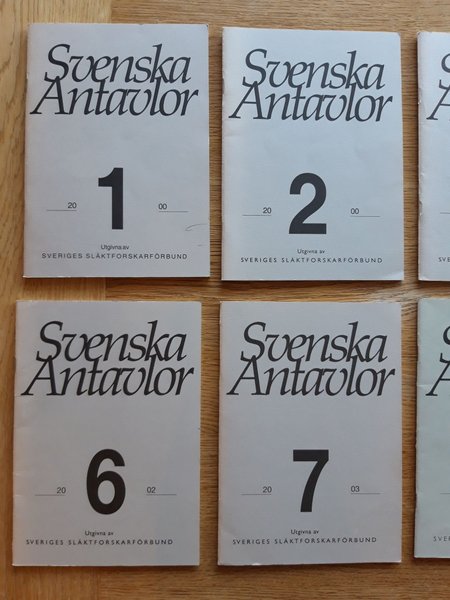 Svenska
Antavlor
1
20 00
Utgivna av
SVERIGES SLÄKTFORSKARFÖRBUND
Svenska
Antavlor
2
20 00
Utgivna av
SVERIGES SLÄKTFORSKARFÖRBUND
Svenska
Antavlor
6
20 02
Utgivna av
SVERIGES SLÄKTFORSKARFÖRBUND
Svenska
Antavlor
7
20 03
Utgivna av
SVERIGES SLÄKTFORSKARFÖRBUND